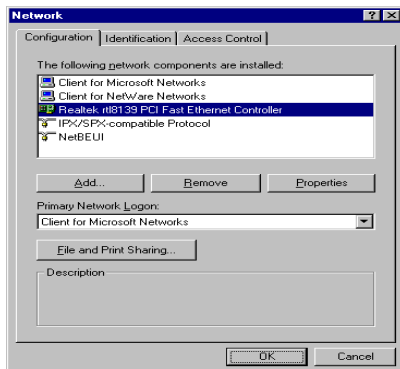 Network
? X
Configuration Identification Access Control
The following network components are installed:
Client for Microsoft Networks
Client for NetWare Networks
Realtek rtl8139 PCI Fast Ethernet Controller
IPX/SPX-compatible Protocol
NetBEUI
Add... Remove Properties
Primary Network Logon:
Client for Microsoft Networks
File and Print Sharing...
Description
OK Cancel